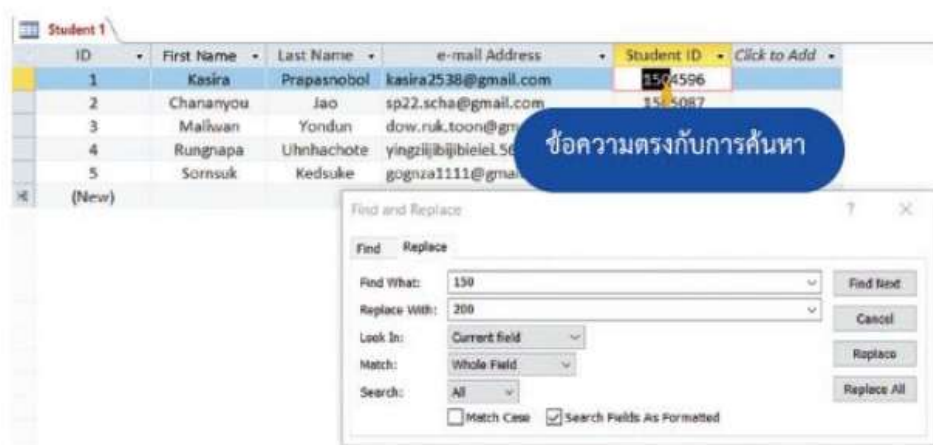 Student 1
ID First Name Last Name e-mail Address Student ID Click to Add
1 Kasira Prapasnobol kasira2538@gmail.com 1504596
2 Chananyou Jao sp22.scha@gmail.com 1505087
3 Maliwan Yondun
4 Rungnapa Uhnhachote
5 Sornsuk Kedsuke
(New)
ข้อความตรงกับการค้นหา
Find and Replace ?
Find Replace
Find What: 150 Find Next
Replace With: 200 Cancel
Look In: Current field
Match: Whole Field Replace
Search: All Replace All
Match Case Search Fields As Formatted